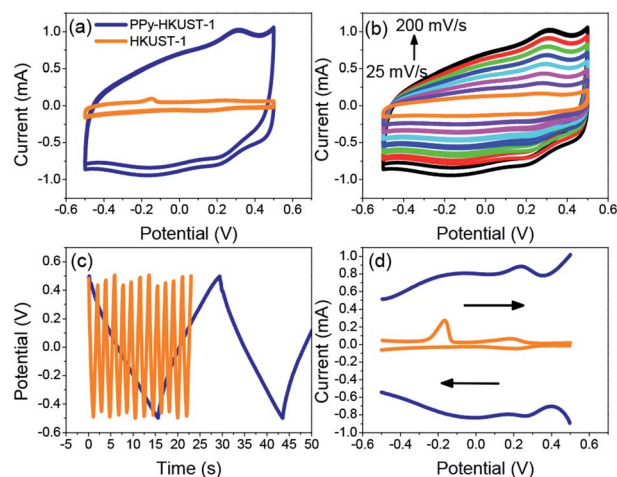 (a)
PPy-HKUST-1
HKUST-1
Current (mA)
1.0
0.5
0.0
-0.5
-1.0
-0.6 -0.4 -0.2 0.0 0.2 0.4 0.6
Potential (V)
(b)
200 mV/s
25 mV/s
Current (mA)
1.0
0.5
0.0
-0.5
-1.0
-0.6 -0.4 -0.2 0.0 0.2 0.4 0.6
Potential (V)
(c)
Potential (V)
0.6
0.4
0.2
0.0
-0.2
-0.4
-0.6
-5 0 5 10 15 20 25 30 35 40 45 50
Time (s)
(d)
Current (mA)
1.0
0.8
0.6
0.4
0.2
0.0
-0.2
-0.4
-0.6
-0.8
-1.0
-0.6 -0.4 -0.2 0.0 0.2 0.4 0.6
Potential (V)